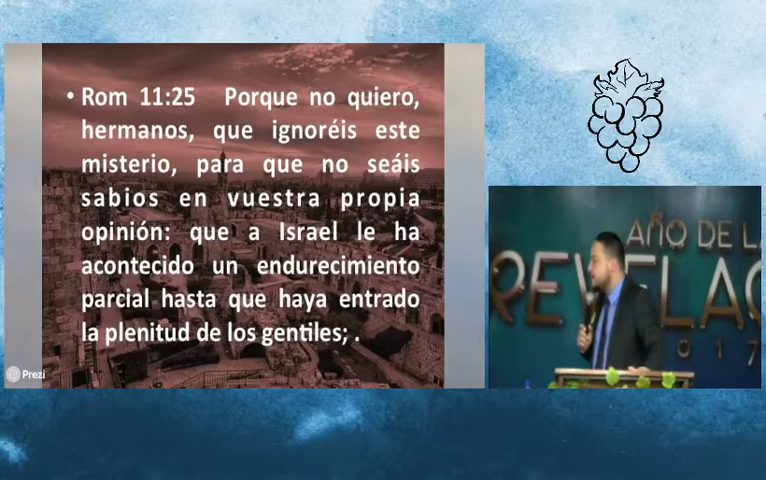 • Rom 11:25 Porque no quiero,
hermanos, que ignoréis este
misterio, para que no seáis
sabios en vuestra propia
opinión: que a Israel le ha
acontecido un endurecimiento
parcial hasta que haya entrado
la plenitud de los gentiles; .
Prezi
AÑO DE LA
REVELAC
2017